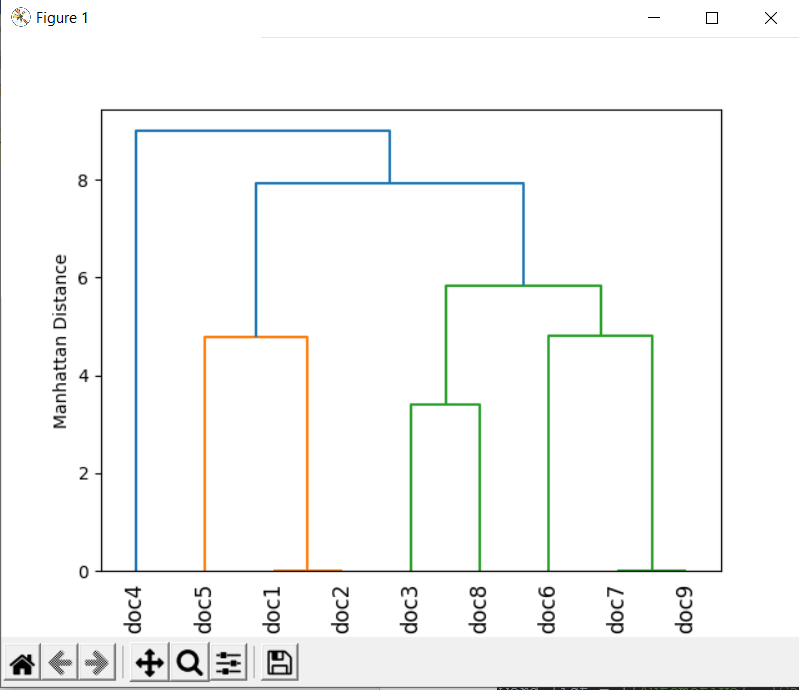 Figure 1
8
6
4
2
0
Manhattan Distance
doc4
doc5
doc1
doc2
doc3
doc8
doc6
doc7
doc9